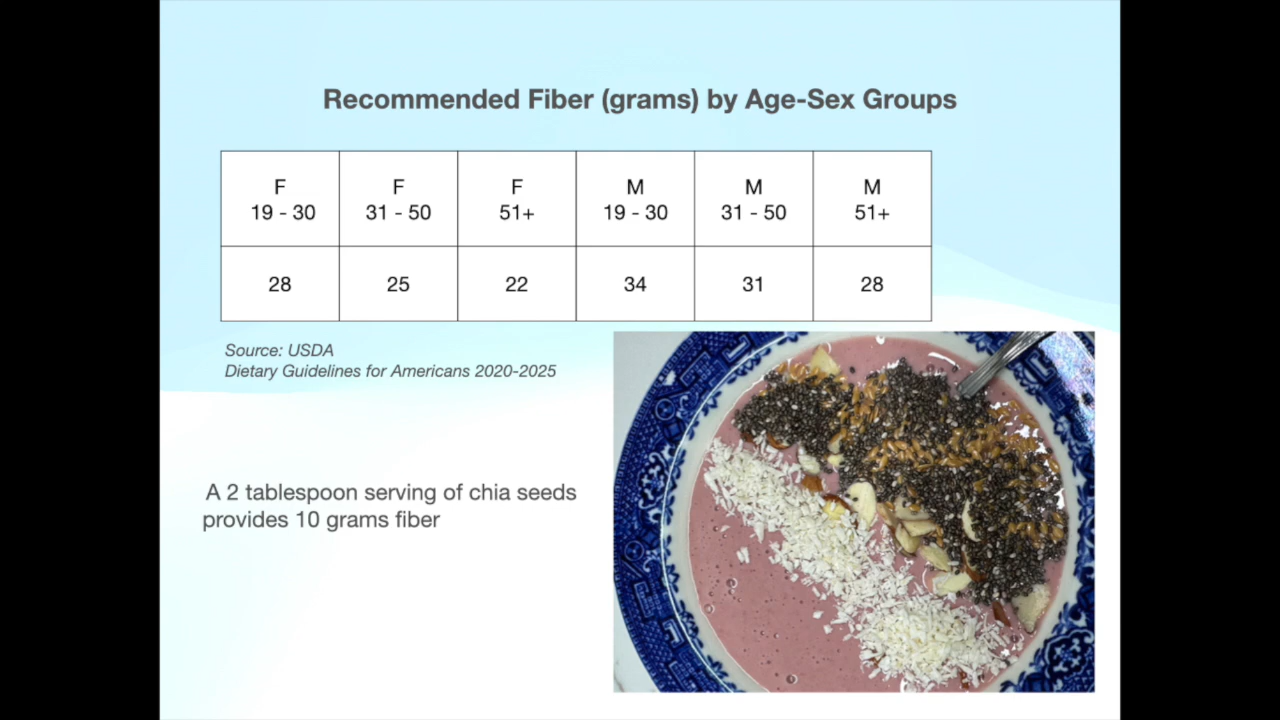 Recommended Fiber (grams) by Age-Sex Groups
F F F M M M
19 - 30 31 - 50 51+ 19 - 30 31 - 50 51+
28 25 22 34 31 28
Source: USDA
Dietary Guidelines for Americans 2020-2025
A 2 tablespoon serving of chia seeds
provides 10 grams fiber